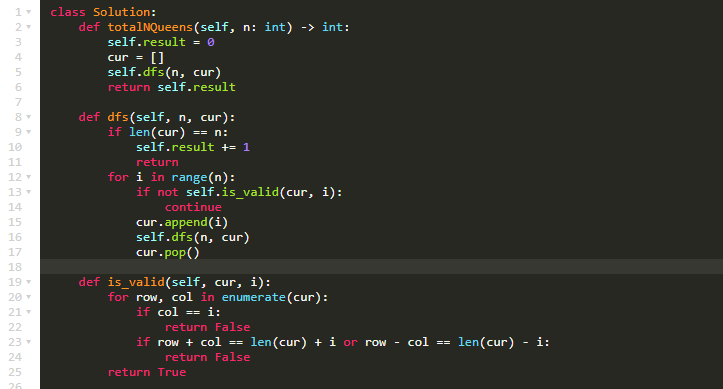 1 class Solution:
2     def totalNQueens(self, n: int) -> int:
3         self.result = 0
4         cur = []
5         self.dfs(n, cur)
6         return self.result
7
8     def dfs(self, n, cur):
9         if len(cur) == n:
10             self.result += 1
11             return
12         for i in range(n):
13             if not self.is_valid(cur, i):
14                 continue
15             cur.append(i)
16             self.dfs(n, cur)
17             cur.pop()
18
19     def is_valid(self, cur, i):
20         for row, col in enumerate(cur):
21             if col == i:
22                 return False
23             if row + col == len(cur) + i or row - col == len(cur) - i:
24                 return False
25         return True
26